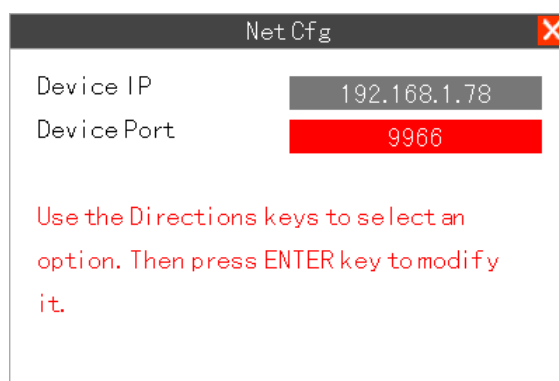 Net Cfg
Device IP 192.168.1.78
Device Port 9966
Use the Directions keys to select an
option. Then press ENTER key to modify
it.